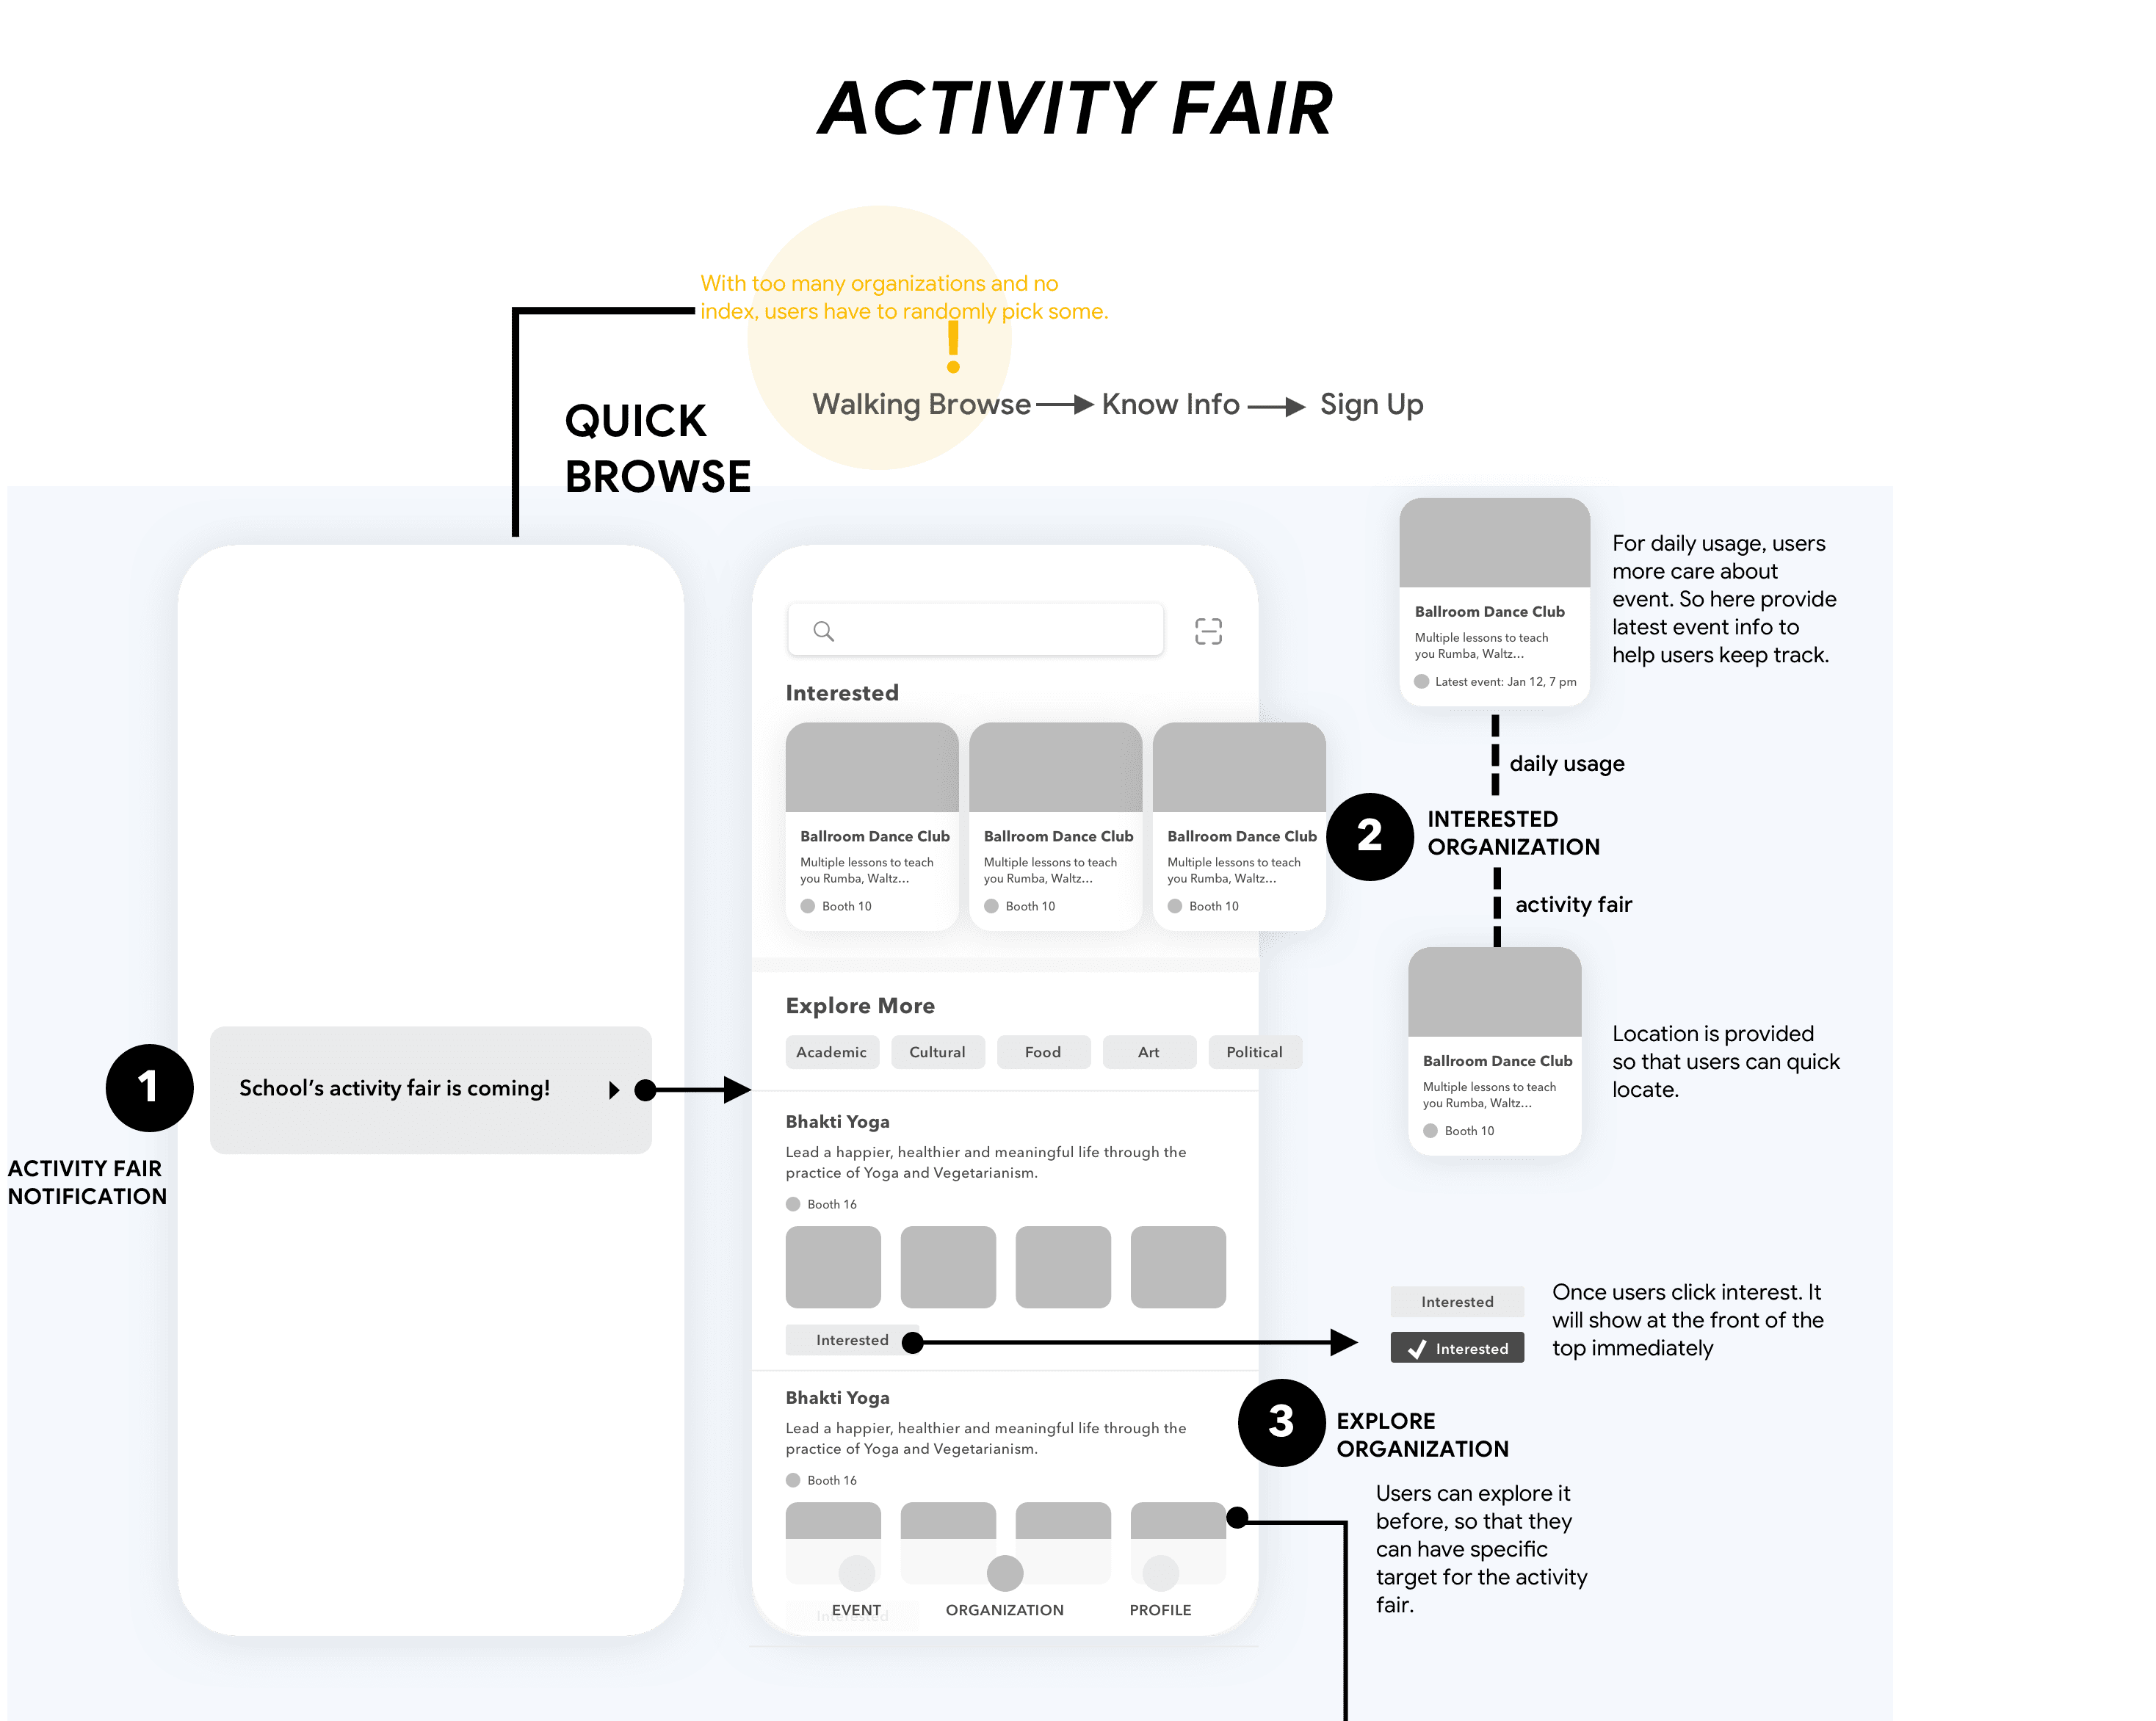 ACTIVITY FAIR
With too many organizations and no
index, users have to randomly pick some.
!
Walking Browse
Know Info
Sign Up
QUICK
BROWSE
1
ACTIVITY FAIR
NOTIFICATION
School's activity fair is coming!
Interested
Ballroom Dance Club
Multiple lessons to teach
you Rumba, Waltz...
Booth 10
Ballroom Dance Club
Multiple lessons to teach
you Rumba, Waltz...
Booth 10
Ballroom Dance Club
Multiple lessons to teach
you Rumba, Waltz...
Booth 10
Explore More
Academic
Cultural
Food
Art
Political
Bhakti Yoga
Lead a happier, healthier and meaningful life through the
practice of Yoga and Vegetarianism.
Booth 16
Interested
Bhakti Yoga
Lead a happier, healthier and meaningful life through the
practice of Yoga and Vegetarianism.
Booth 16
Interested
EVENT
ORGANIZATION
PROFILE
Ballroom Dance Club
Multiple lessons to teach
you Rumba, Waltz...
Latest event: Jan 12, 7 pm
For daily usage, users
more care about
event. So here provide
latest event info to
help users keep track.
daily usage
2
INTERESTED
ORGANIZATION
activity fair
Ballroom Dance Club
Multiple lessons to teach
you Rumba, Waltz...
Booth 10
Location is provided
so that users can quick
locate.
Interested
Interested
Once users click interest. It
will show at the front of the
top immediately
3
EXPLORE
ORGANIZATION
Users can explore it
before, so that they
can have specific
target for the activity
fair.